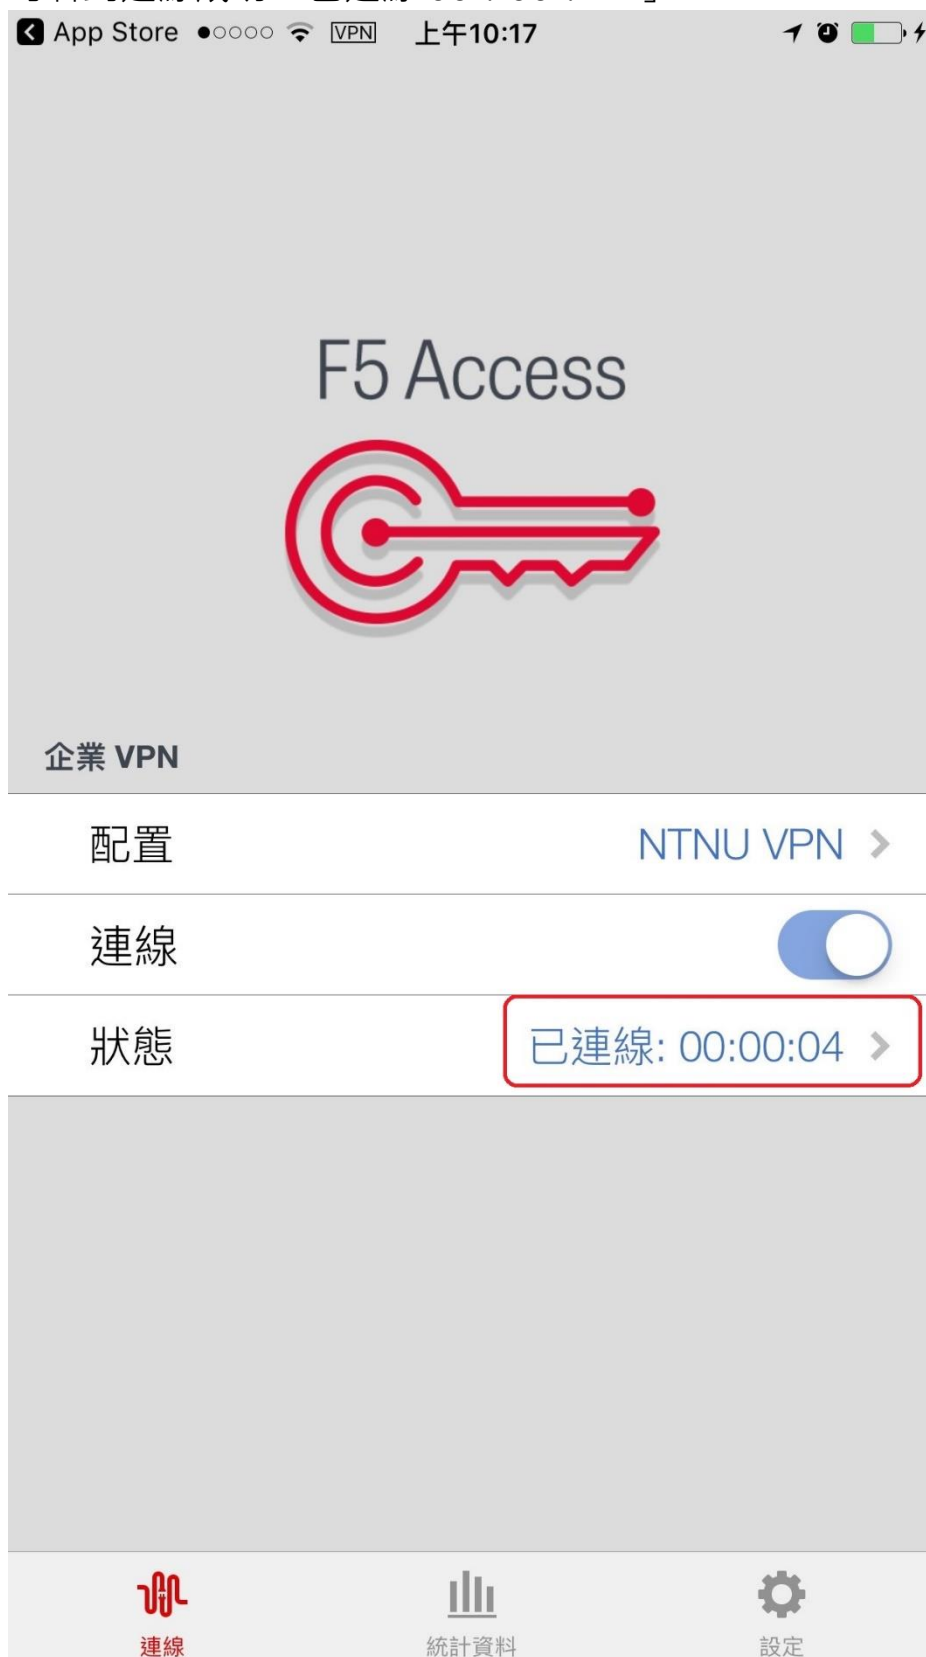 App Store VPN 上午10:17
F5 Access
企業 VPN
配置 NTNU VPN
連線
狀態 已連線: 00:00:04
連線 統計資料 設定